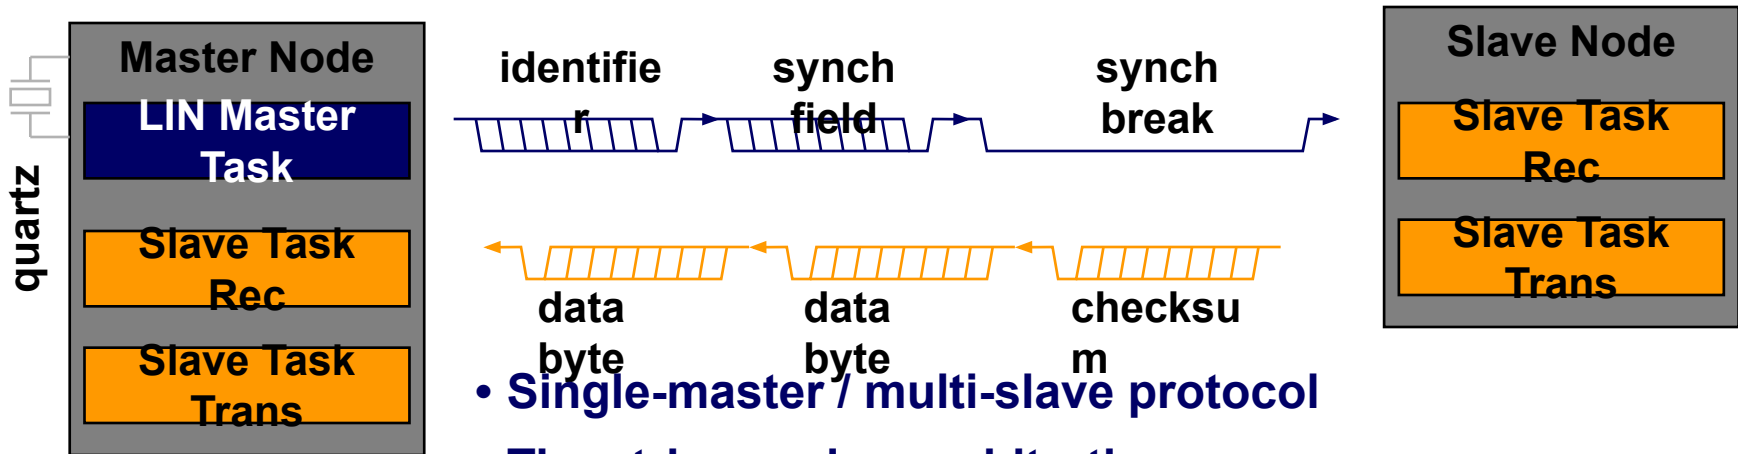 Master Node
LIN Master
Task
Slave Task
Rec
Slave Task
Trans
quartz
identifie
r
synch
field
synch
break
data
byte
data
byte
checksu
m
Slave Node
Slave Task
Rec
Slave Task
Trans
• Single-master / multi-slave protocol